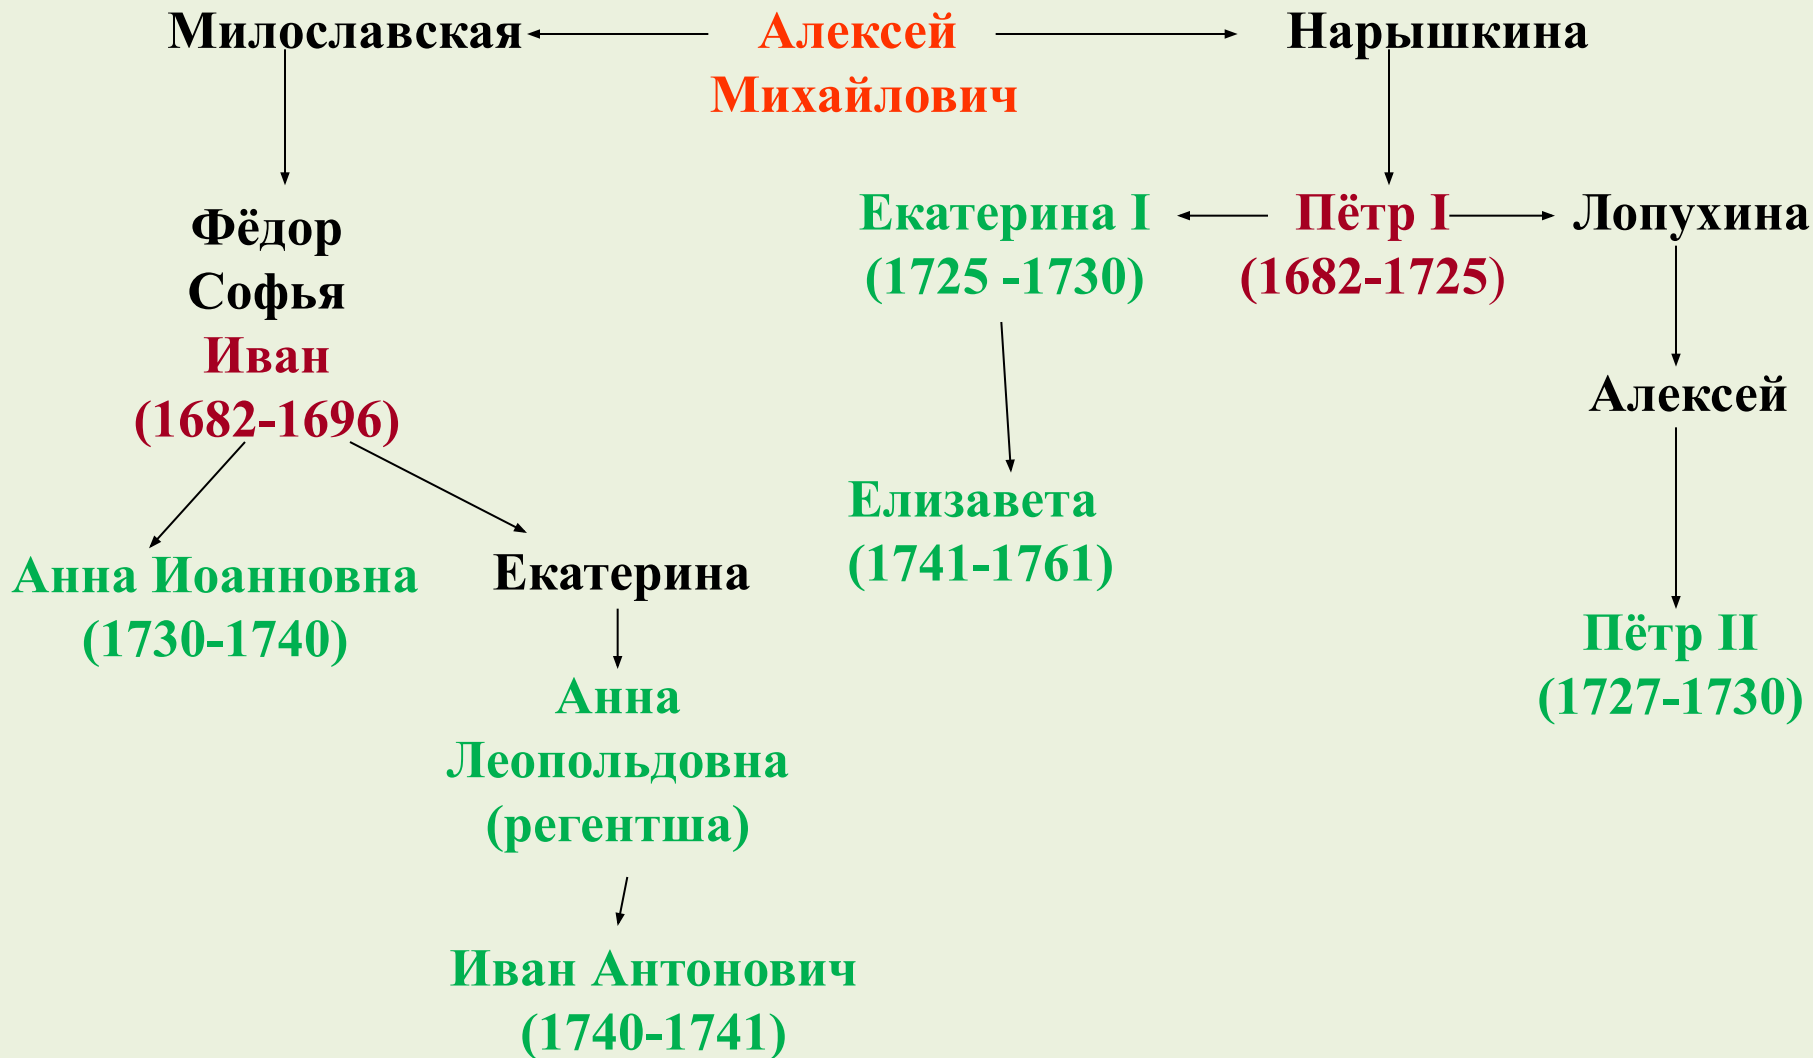 Милославская
Алексей
Михайлович
Нарышкина
Фёдор
Софья
Иван
(1682-1696)
Екатерина I
(1725 -1730)
Пётр I
(1682-1725)
Лопухина
Алексей
Елизавета
(1741-1761)
Анна Иоанновна
(1730-1740)
Екатерина
Пётр II
(1727-1730)
Анна
Леопольдовна
(регентша)
Иван Антонович
(1740-1741)